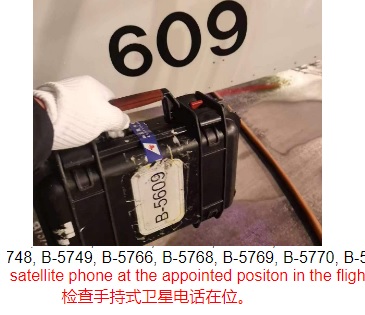 609
B-5609
748, B-5749, B-5766, B-5768, B-5769, B-5770, B-5
satellite phone at the appointed positon in the fligh
检查手持式卫星电话在位。